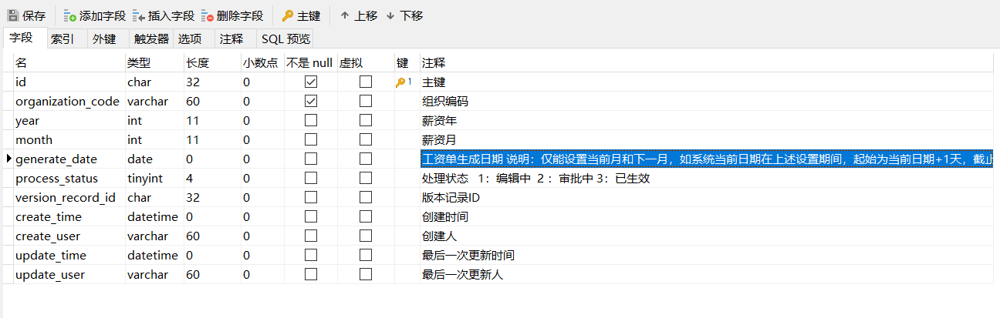 保存 添加字段 插入字段 删除字段 主键 上移 下移
字段 索引 外键 触发器 选项 注释 SQL 预览
名 类型 长度 小数点 不是 null 虚拟 键 注释
id char 32 0 1 主键
organization_code varchar 60 0 组织编码
year int 11 0 薪资年
month int 11 0 薪资月
generate_date date 0 0 工资单生成日期 说明：仅能设置当前月和下一月，如系统当前日期在上述设置期间，起始为当前日期+1天，截止
process_status tinyint 4 0 处理状态 1：编辑中 2 ：审批中 3：已生效
version_record_id char 32 0 版本记录ID
create_time datetime 0 0 创建时间
create_user varchar 60 0 创建人
update_time datetime 0 0 最后一次更新时间
update_user varchar 60 0 最后一次更新人